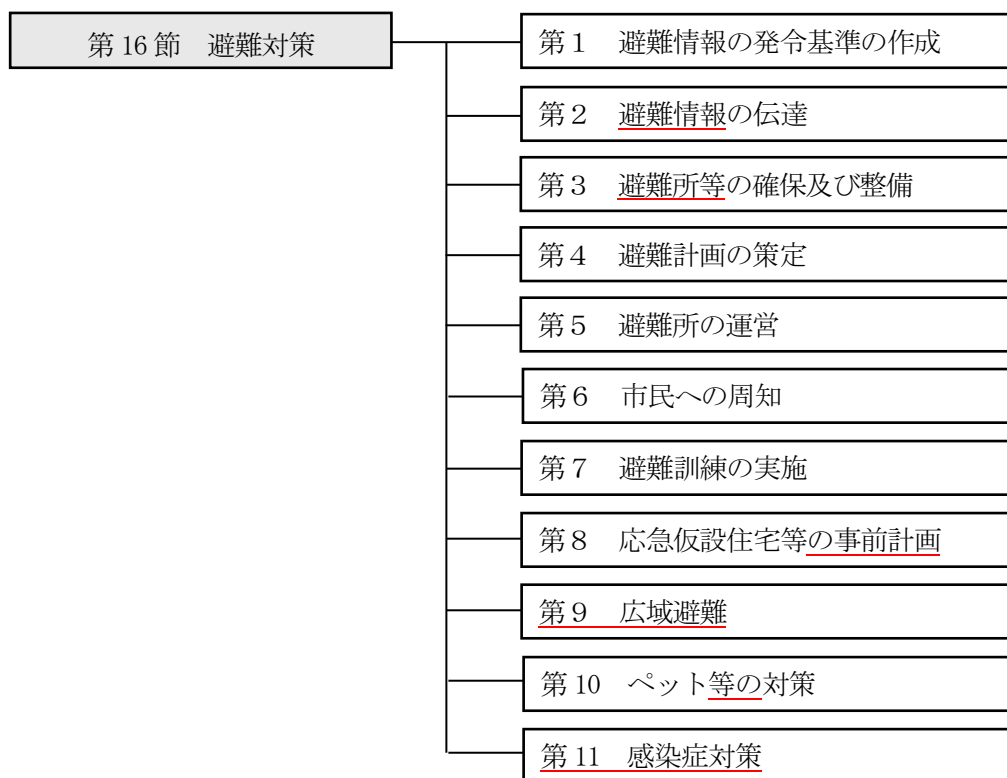 第16節　避難対策
第１　避難情報の発令基準の作成
第２　避難情報の伝達
第３　避難所等の確保及び整備
第４　避難計画の策定
第５　避難所の運営
第６　市民への周知
第７　避難訓練の実施
第８　応急仮設住宅等の事前計画
第９　広域避難
第10　ペット等の対策
第11　感染症対策